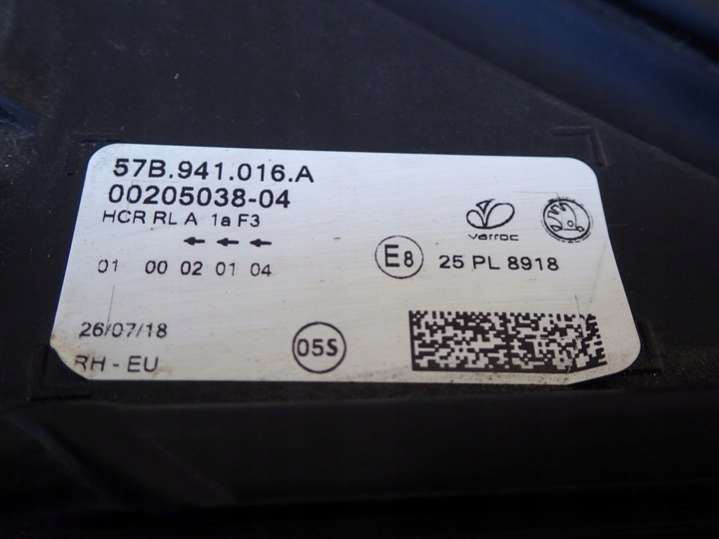 57B.941.016.A
00205038-04
HCR RL A 1a F3
varroc
01 00 02 01 04
E8 25 PL 8918
26/07/18
05S
RH - EU